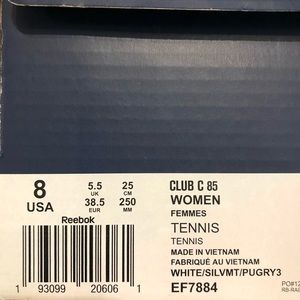 8
USA
5.5
UK
38.5
EUR
25
CM
250
MM
Reebok
1 93099 20606 1
CLUB C 85
WOMEN
FEMMES
TENNIS
TENNIS
MADE IN VIETNAM
FABRIQUÉ AU VIETNAM
WHITE/SILVMT/PUGRY3
EF7884